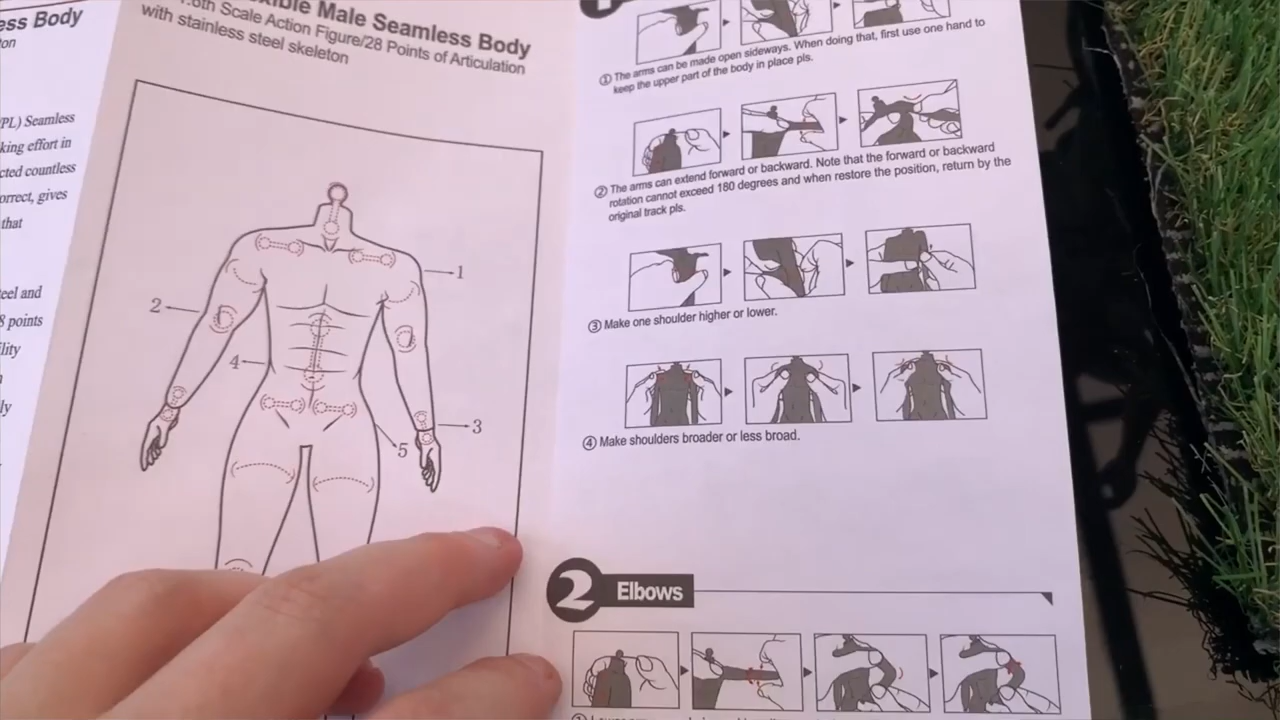 ess Body
on
PL) Seamless
king effort in
cted countless
orrect, gives
that
eel and
8 points
lity
ly
Male Seamless Body
Scale Action Figure/28 Points of Articulation
with stainless steel skeleton
1
2
4
3
5
① The arms can be made open sideways. When doing that, first use one hand to
keep the upper part of the body in place pls.
② The arms can extend forward or backward. Note that the forward or backward
rotation cannot exceed 180 degrees and when restore the position, return by the
original track pls.
③ Make one shoulder higher or lower.
④ Make shoulders broader or less broad.
2 Elbows